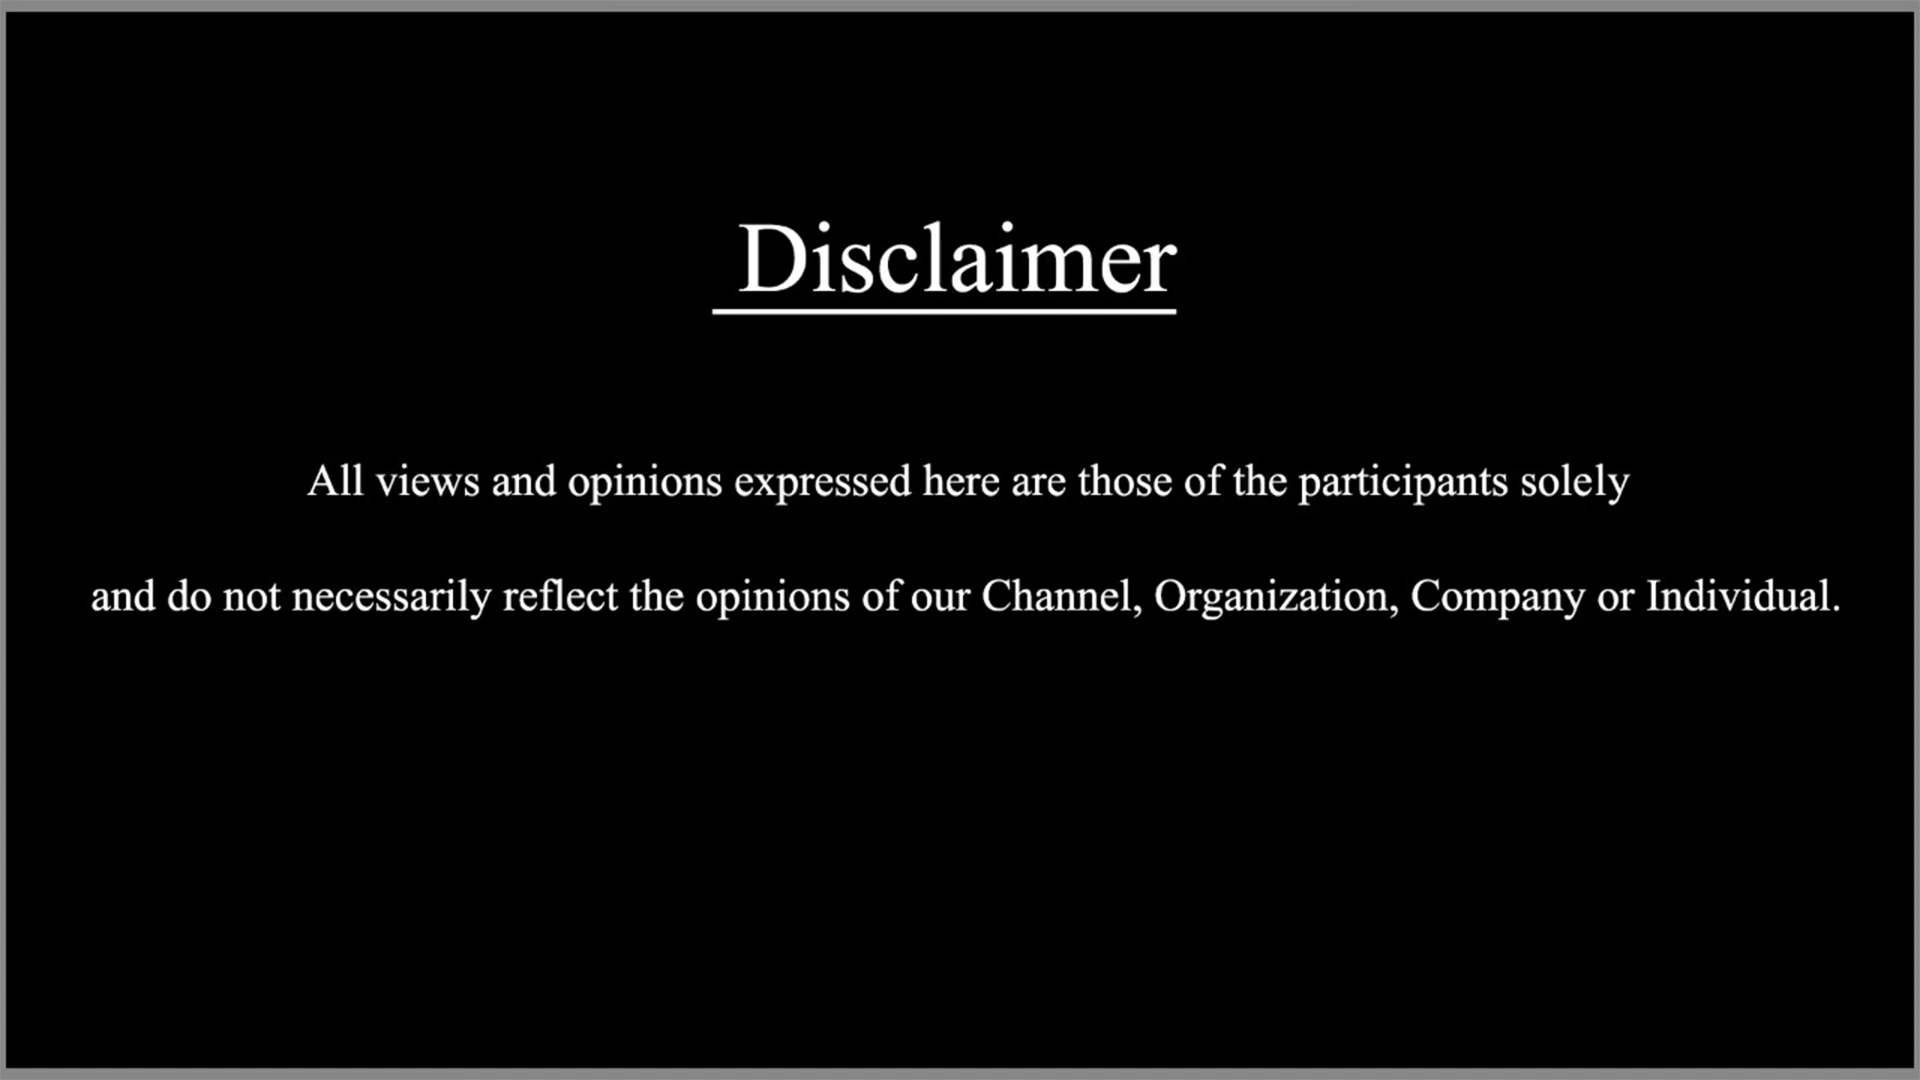 Disclaimer
All views and opinions expressed here are those of the participants solely
and do not necessarily reflect the opinions of our Channel, Organization, Company or Individual.